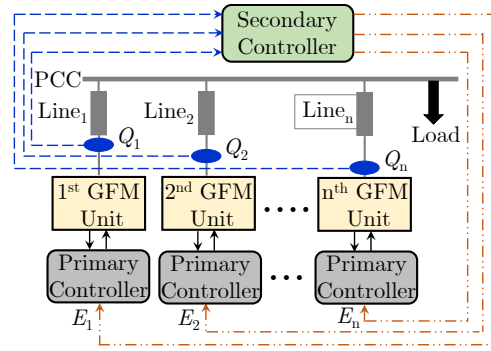 Secondary
Controller
PCC
Line₁
Line₂
Lineₙ
Load
Q₁
Q₂
Qₙ
1ˢᵗ GFM
Unit
2ⁿᵈ GFM
Unit
....
nᵗʰ GFM
Unit
Primary
Controller
Primary
Controller
...
Primary
Controller
E₁
E₂
Eₙ